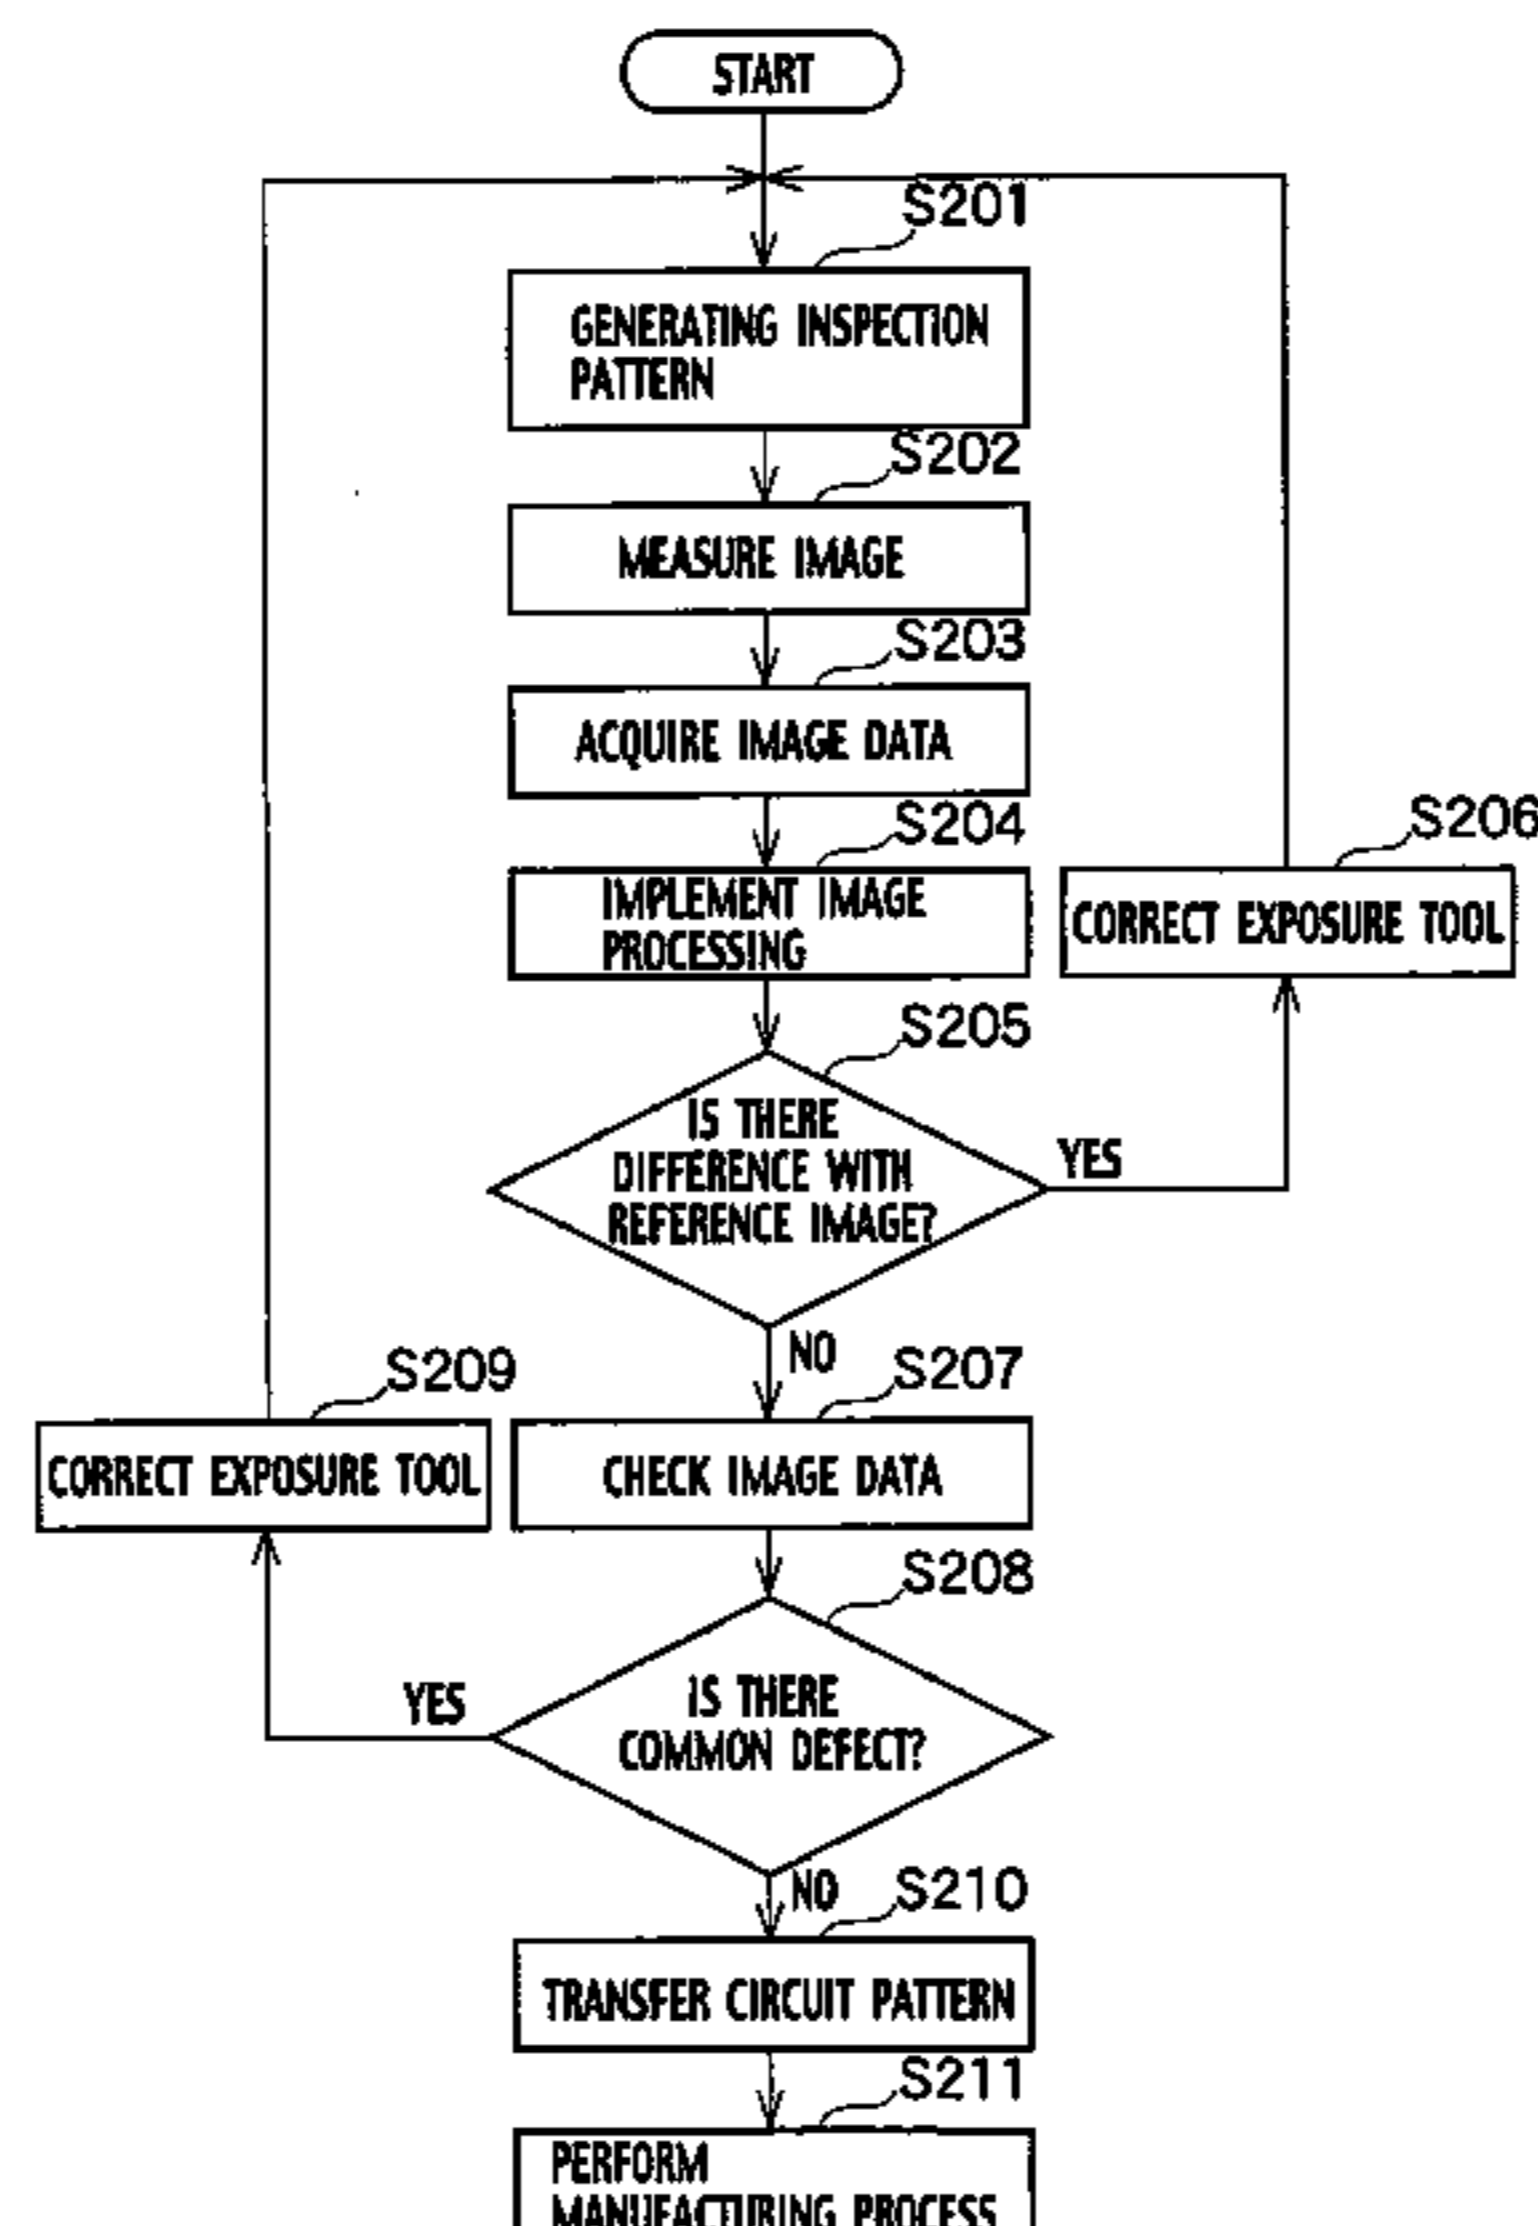 START
S201
GENERATING INSPECTION
PATTERN
S202
MEASURE IMAGE
S203
ACQUIRE IMAGE DATA
S204
IMPLEMENT IMAGE
PROCESSING
S206
CORRECT EXPOSURE TOOL
S205
IS THERE
DIFFERENCE WITH
REFERENCE IMAGE?
YES
NO
S207
CHECK IMAGE DATA
S209
CORRECT EXPOSURE TOOL
S208
IS THERE
COMMON DEFECT?
YES
NO
S210
TRANSFER CIRCUIT PATTERN
S211
PERFORM
MANUFACTURING PROCESS